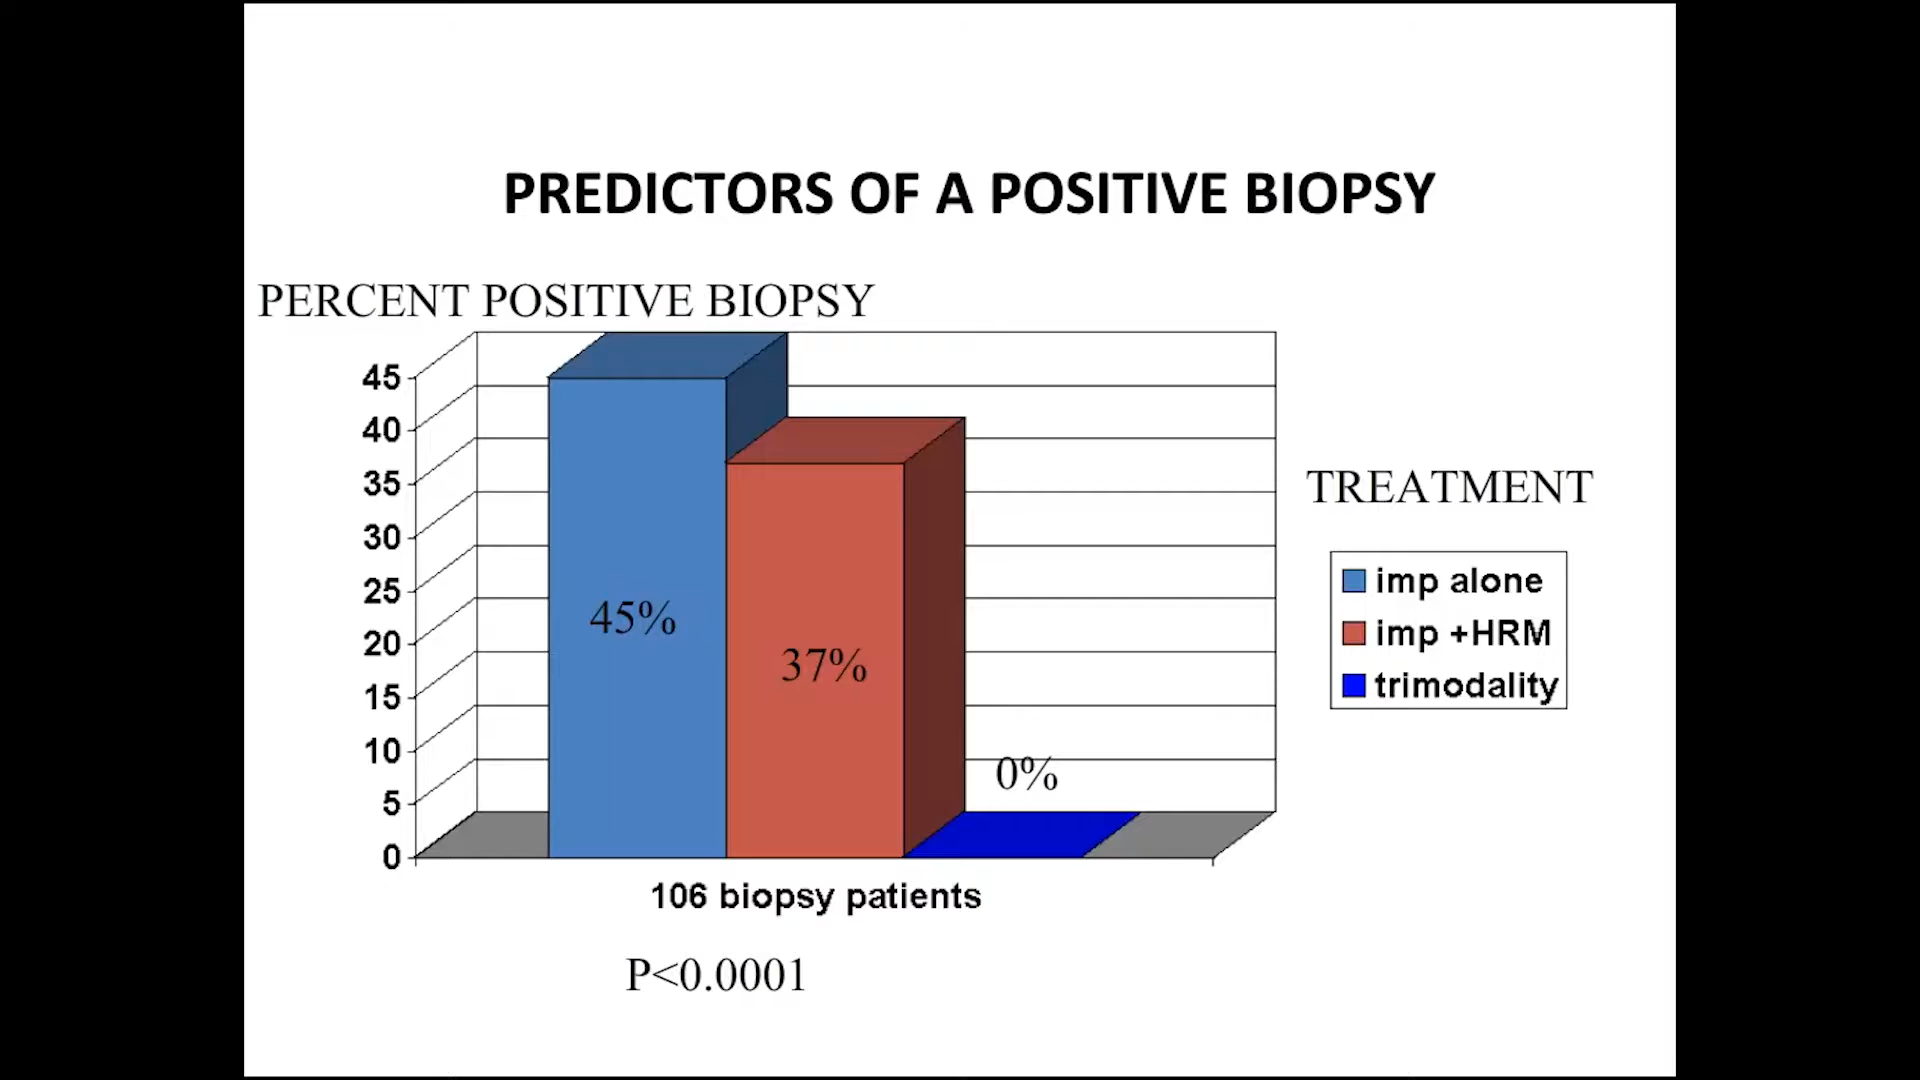 PREDICTORS OF A POSITIVE BIOPSY
PERCENT POSITIVE BIOPSY
45
40
35
30
25
20
15
10
5
0
45%
37%
0%
106 biopsy patients
P<0.0001
TREATMENT
imp alone
imp +HRM
trimodality